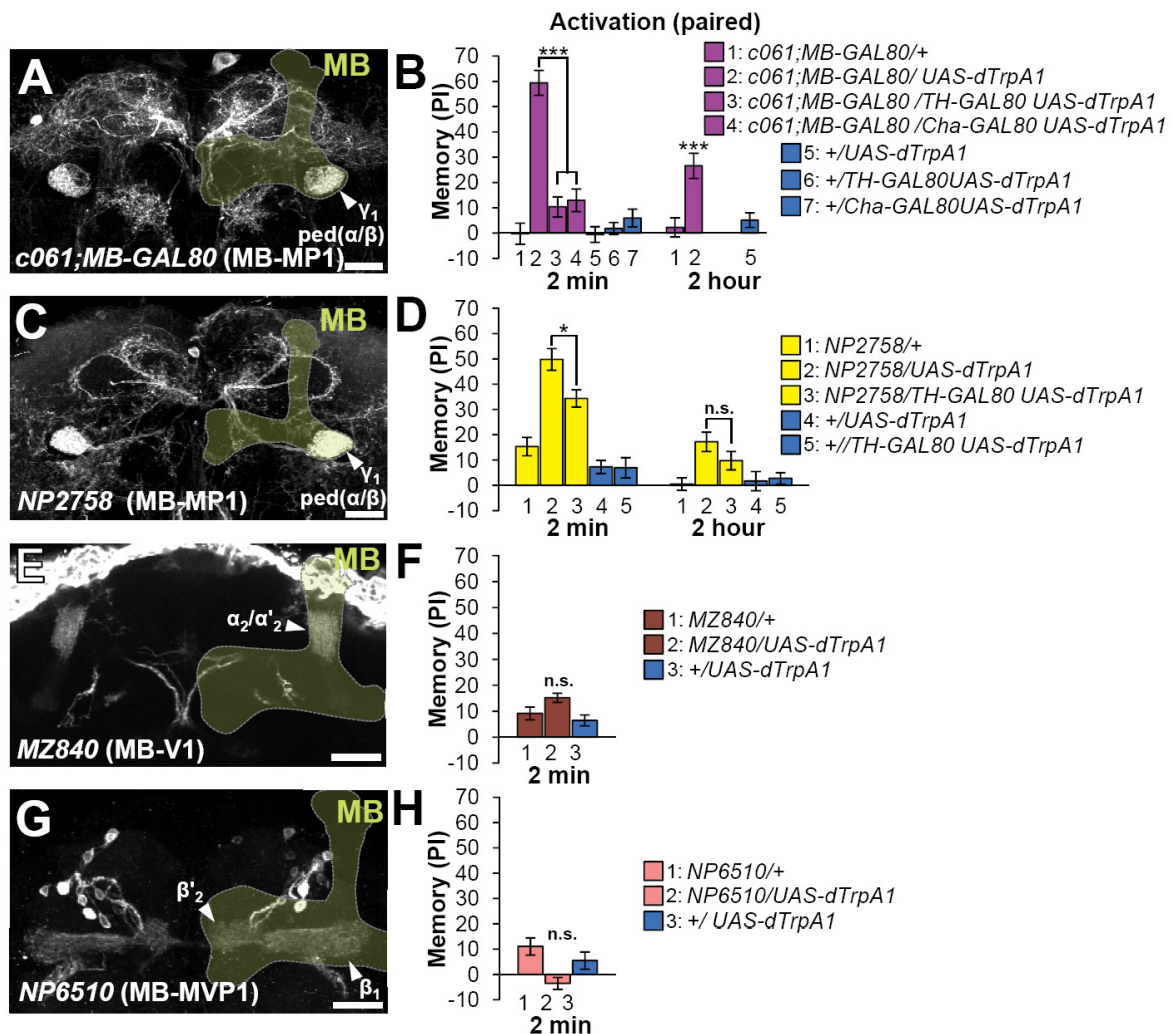 Activation (paired)
A
MB
γ1
ped(α/β)
c061;MB-GAL80 (MB-MP1)
B
Memory (PI)
70
60
50
40
30
20
10
0
-10
***
***
1 2 3 4 5 6 7
1 2 5
2 min
2 hour
1: c061;MB-GAL80/+
2: c061;MB-GAL80/ UAS-dTrpA1
3: c061;MB-GAL80 /TH-GAL80 UAS-dTrpA1
4: c061;MB-GAL80 /Cha-GAL80 UAS-dTrpA1
5: +/UAS-dTrpA1
6: +/TH-GAL80UAS-dTrpA1
7: +/Cha-GAL80UAS-dTrpA1
C
MB
γ1
ped(α/β)
NP2758 (MB-MP1)
D
Memory (PI)
70
60
50
40
30
20
10
0
-10
*
n.s.
1 2 3 4 5
1 2 3 4 5
2 min
2 hour
1: NP2758/+
2: NP2758/UAS-dTrpA1
3: NP2758/TH-GAL80 UAS-dTrpA1
4: +/UAS-dTrpA1
5: +//TH-GAL80 UAS-dTrpA1
E
MB
α2/α'2
MZ840 (MB-V1)
F
Memory (PI)
70
60
50
40
30
20
10
0
-10
n.s.
1 2 3
2 min
1: MZ840/+
2: MZ840/UAS-dTrpA1
3: +/UAS-dTrpA1
G
MB
β'2
β1
NP6510 (MB-MVP1)
H
Memory (PI)
70
60
50
40
30
20
10
0
-10
n.s.
1 2 3
2 min
1: NP6510/+
2: NP6510/UAS-dTrpA1
3: +/ UAS-dTrpA1